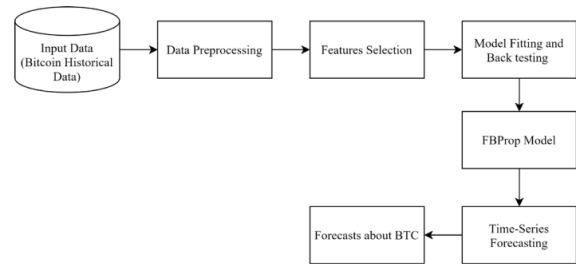 Input Data
(Bitcoin Historical
Data)
Data Preprocessing
Features Selection
Model Fitting and
Back testing
FBProp Model
Time-Series
Forecasting
Forecasts about BTC